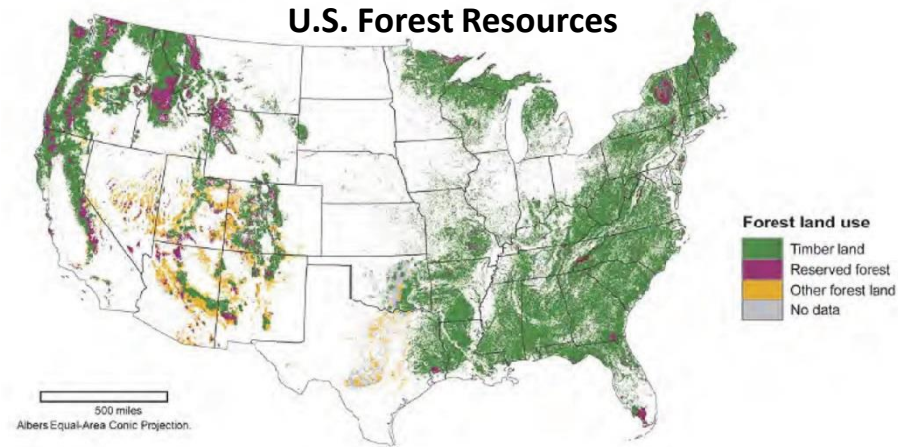 U.S. Forest Resources
Forest land use
Timber land
Reserved forest
Other forest land
No data
500 miles
Albers Equal-Area Conic Projection.